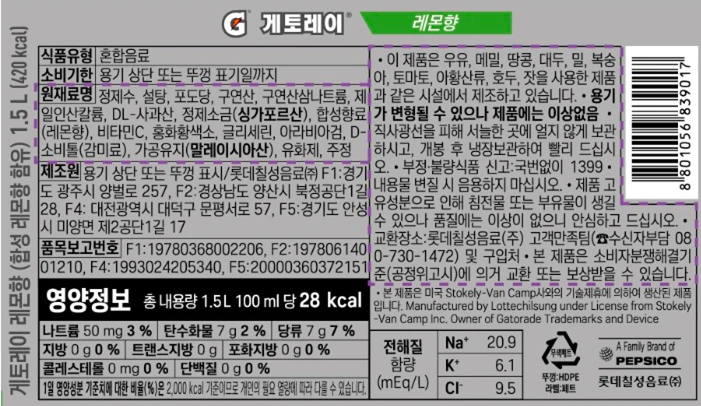 G 게토레이 레몬향
게토레이 레몬향 (합성 레몬향 함유) 1.5 L (420 kcal)
식품유형 혼합음료
소비기한 용기 상단 또는 뚜껑 표기일까지
원재료명 정제수, 설탕, 포도당, 구연산, 구연산삼나트륨, 제
일인산칼륨, DL-사과산, 정제소금(싱가포르산), 합성향료
(레몬향), 비타민C, 홍화황색소, 글리세린, 아라비아검, D-
소비톨(감미료), 가공유지(말레이시아산), 유화제, 주정
제조원 용기 상단 또는 뚜껑 표시/롯데칠성음료㈜ F1:경기
도 광주시 양벌로 257, F2:경상남도 양산시 북정공단1길
28, F4: 대전광역시 대덕구 문평서로 57, F5:경기도 안성
시 미양면 제2공단1길 17
품목보고번호 F1:19780368002206, F2:197806140
01210, F4:1993024205340, F5:20000360372151
• 이 제품은 우유, 메밀, 땅콩, 대두, 밀, 복숭
아, 토마토, 아황산류, 호두, 잣을 사용한 제품
과 같은 시설에서 제조하고 있습니다. • 용기
가 변형될 수 있으나 제품에는 이상없음 •
직사광선을 피해 서늘한 곳에 얼지 않게 보관
하시고, 개봉 후 냉장보관하여 빨리 드십시
오. • 부정·불량식품 신고:국번없이 1399 •
내용물 변질 시 음용하지 마십시오. • 제품 고
유성분으로 인해 침전물 또는 부유물이 생길
수 있으나 품질에는 이상이 없으니 안심하고 드십시오. •
교환장소:롯데칠성음료(주) 고객만족팀(☎수신자부담 08
0-730-1472) 및 구입처 • 본 제품은 소비자분쟁해결기
준(공정위고시)에 의거 교환 또는 보상받을 수 있습니다.
• 본 제품은 미국 Stokely-Van Camp사와의 기술제휴에 의하여 생산된 제품
입니다. Manufactured by Lottechilsung under License from Stokely
-Van Camp Inc. Owner of Gatorade Trademarks and Device
8 801056 839017
영양정보 총 내용량 1.5 L 100 ml 당 28 kcal
나트륨 50 mg 3 % 탄수화물 7 g 2 % 당류 7 g 7 %
지방 0 g 0 % 트랜스지방 0 g 포화지방 0 g 0 %
콜레스테롤 0 mg 0 % 단백질 0 g 0 %
1일 영양성분 기준치에 대한 비율(%)은 2,000 kcal 기준이므로 개인의 필요 열량에 따라 다를 수 있습니다.
전해질
함량
(mEq/L)
Na⁺ 20.9
K⁺ 6.1
Cl⁻ 9.5
무색페트
뚜껑:HDPE
라벨:페트
A Family Brand of
PEPSICO
롯데칠성음료㈜